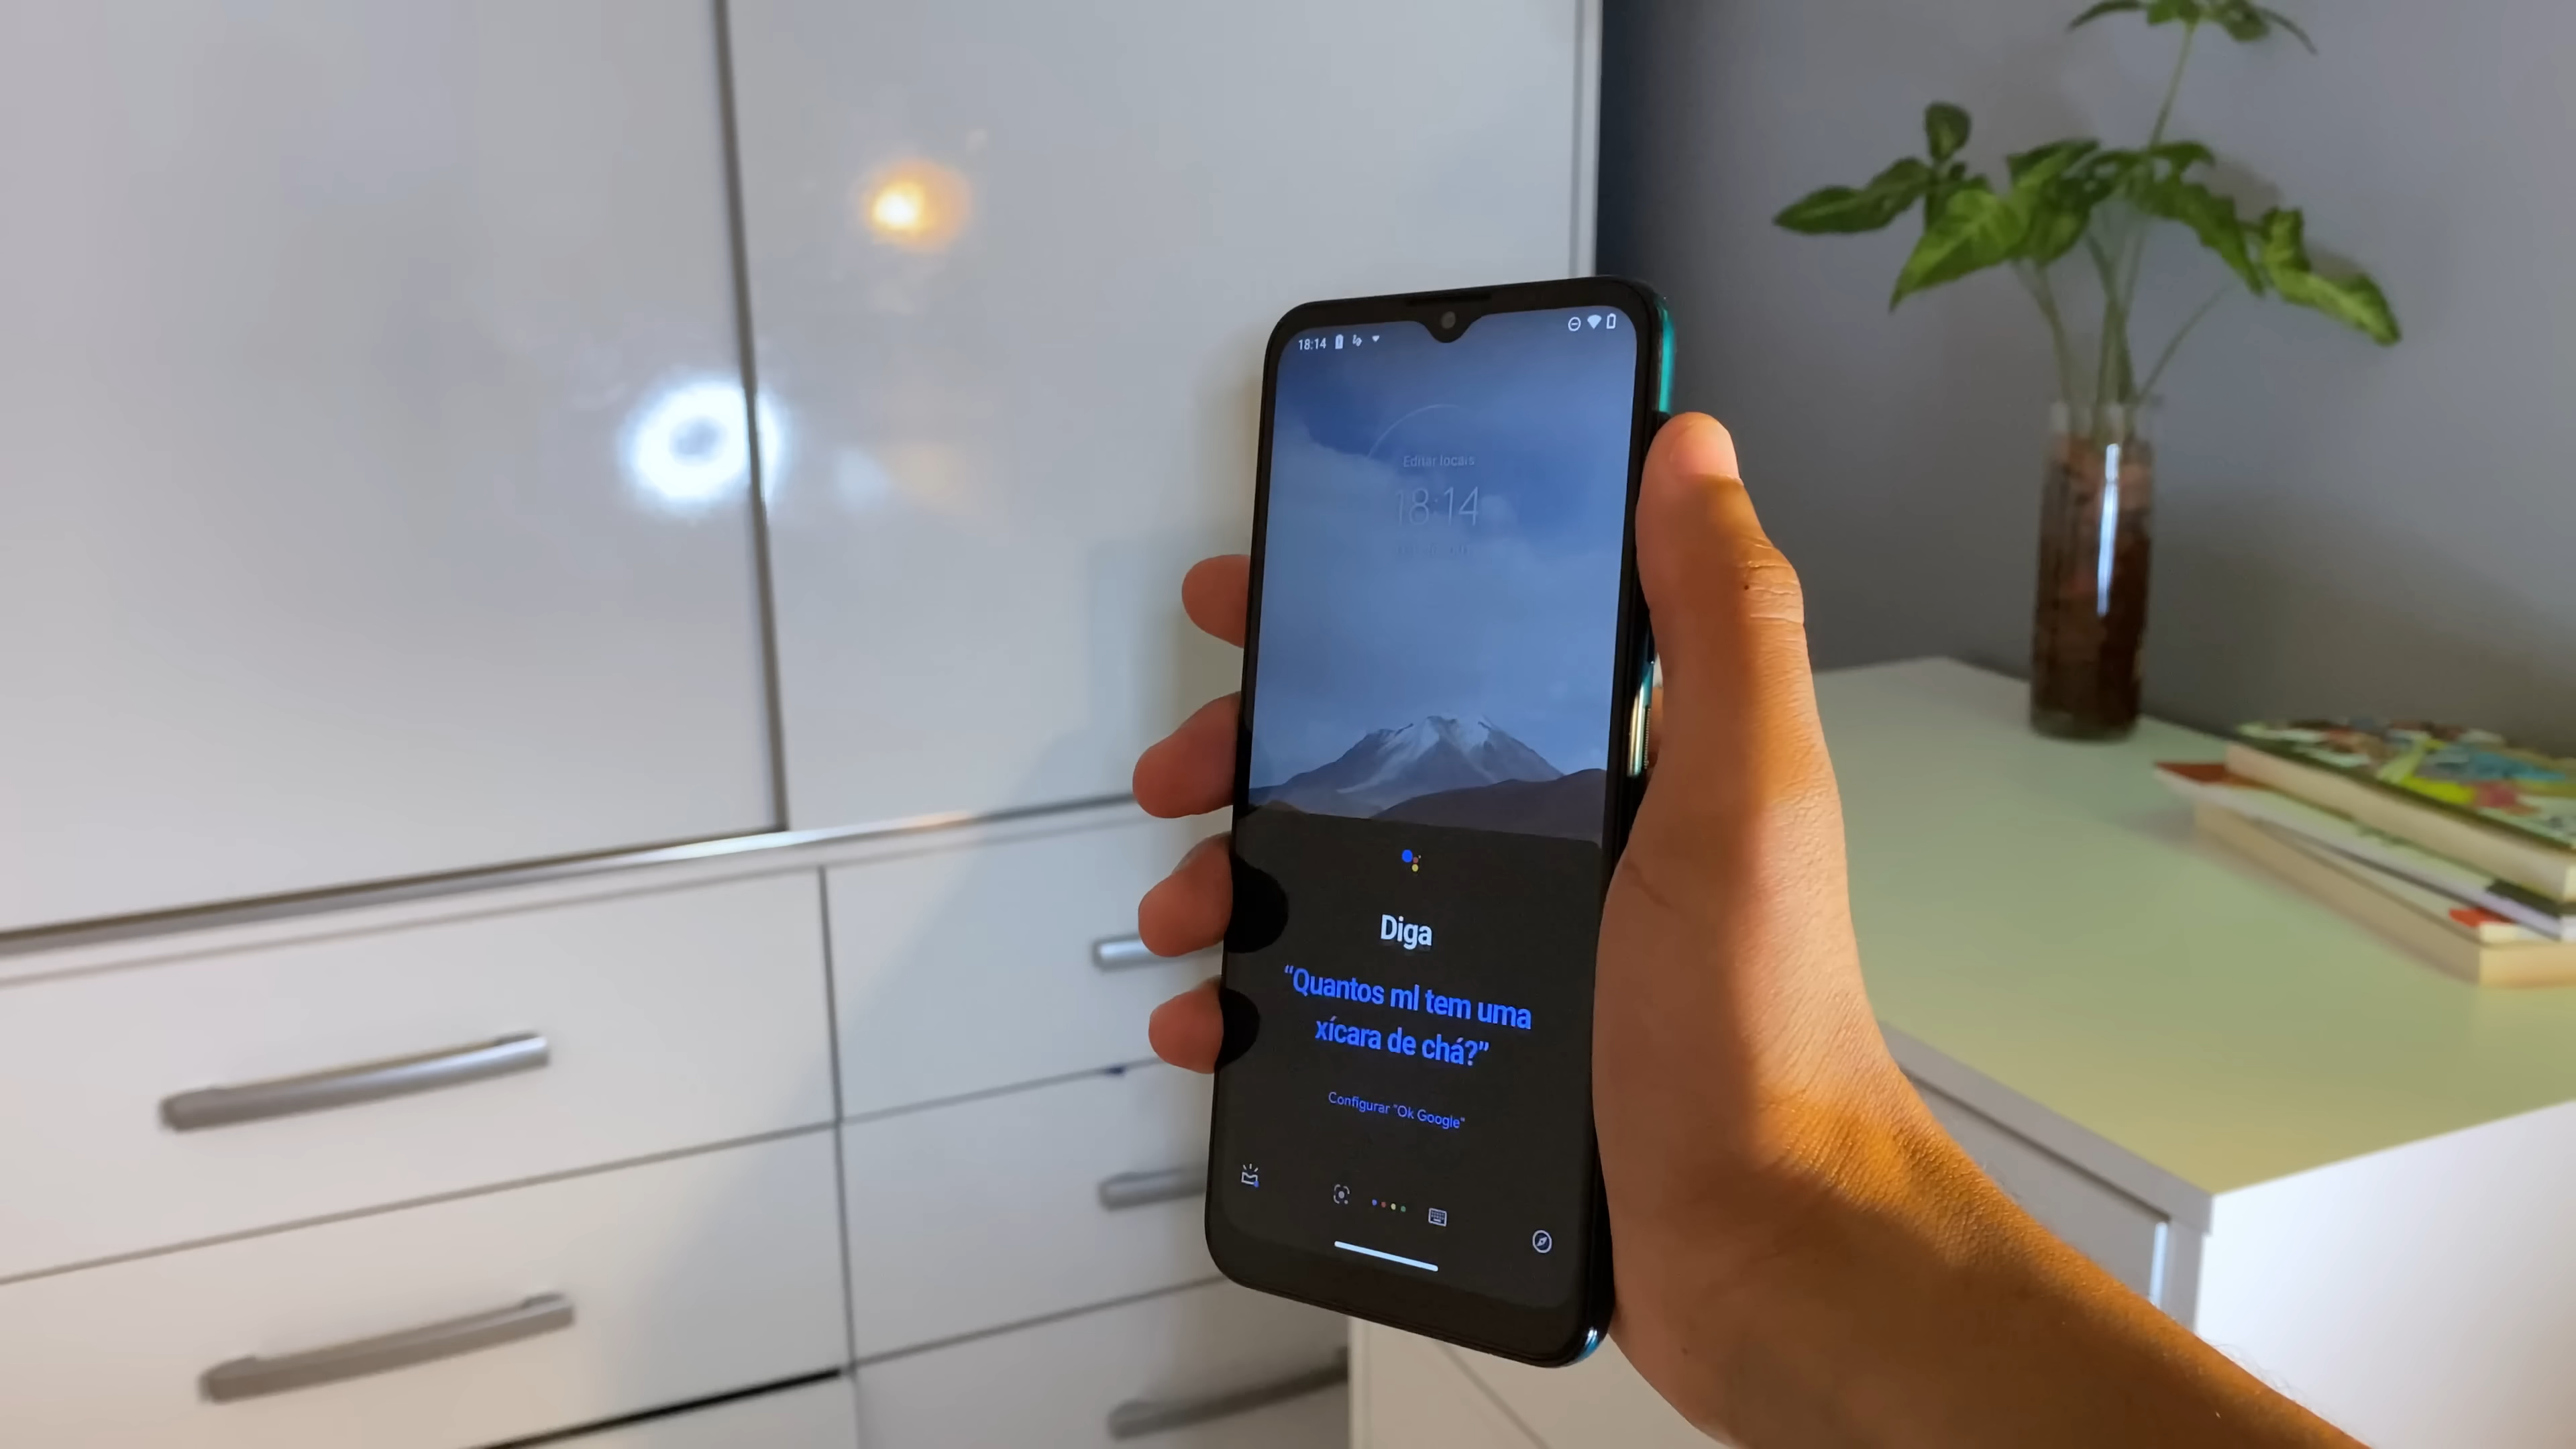 18:14
Editar locais
18:14
Diga
“Quantos ml tem uma
xícara de chá?”
Configurar "Ok Google"